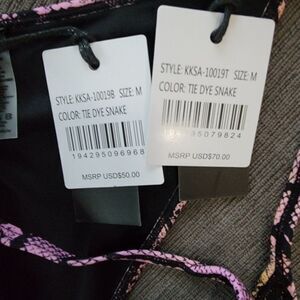 STYLE: KKSA-10019B SIZE: M
COLOR: TIE DYE SNAKE
194295096968
MSRP USD$50.00
STYLE: KKSA-10019T SIZE: M
COLOR: TIE DYE SNAKE
MSRP USD$70.00